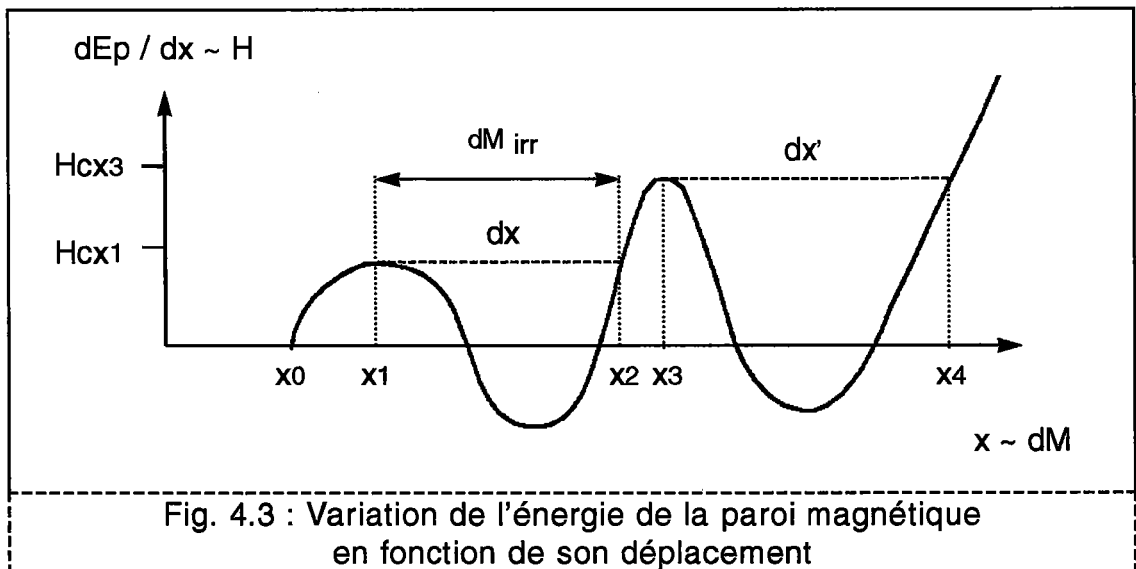 dEp / dx ~ H
dM irr
dx'
Hcx3
dx
Hcx1
x0 x1 x2 x3 x4
x ~ dM
Fig. 4.3 : Variation de l'énergie de la paroi magnétique
en fonction de son déplacement